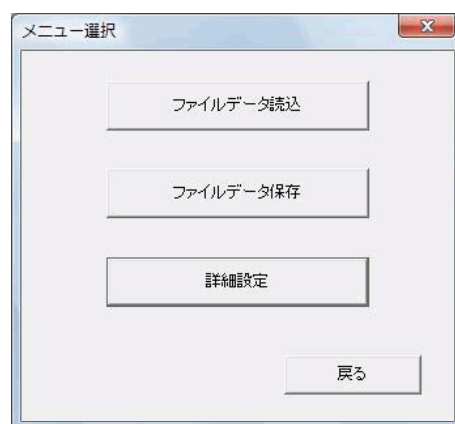 メニュー選択
ファイルデータ読込
ファイルデータ保存
詳細設定
戻る